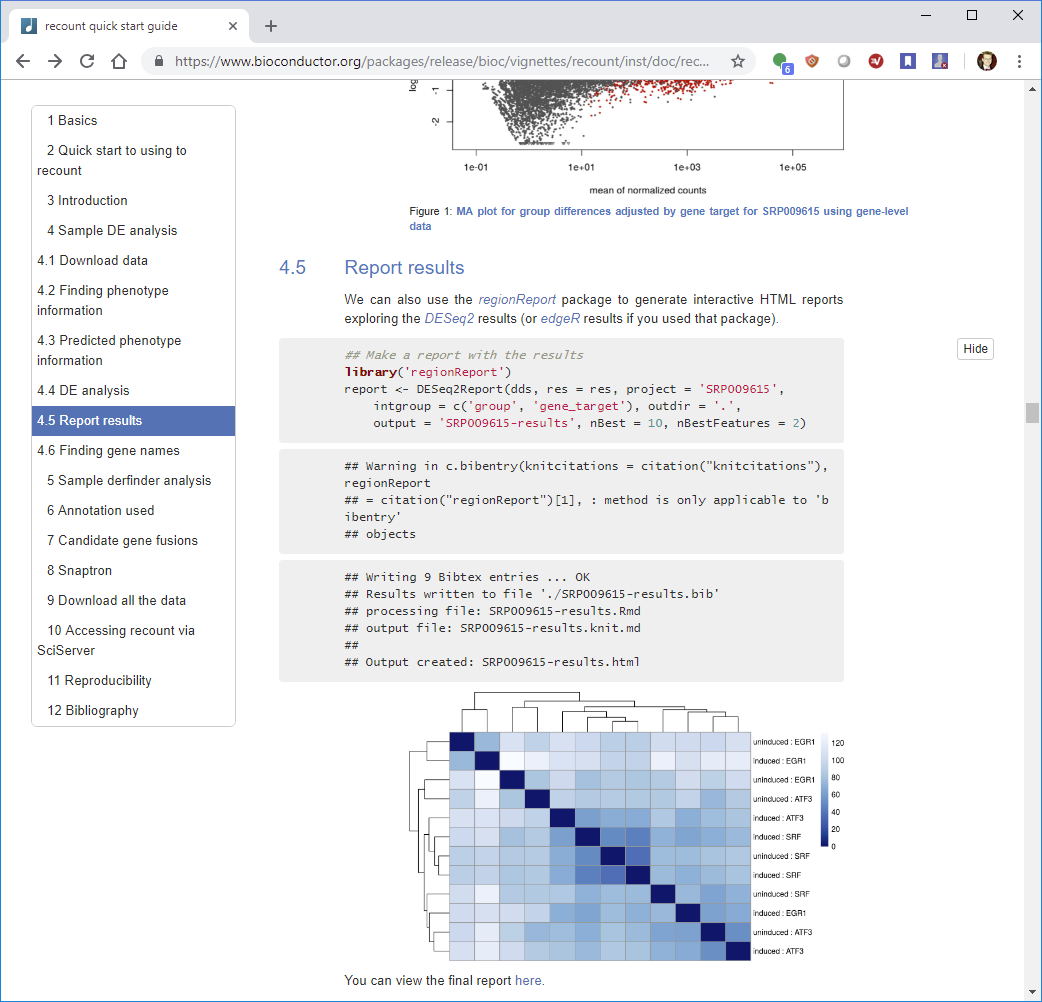 recount quick start guide
https://www.bioconductor.org/packages/release/bioc/vignettes/recount/inst/doc/rec...
6
1 Basics
2 Quick start to using to
recount
3 Introduction
4 Sample DE analysis
4.1 Download data
4.2 Finding phenotype
information
4.3 Predicted phenotype
information
4.4 DE analysis
4.5 Report results
4.6 Finding gene names
5 Sample derfinder analysis
6 Annotation used
7 Candidate gene fusions
8 Snaptron
9 Download all the data
10 Accessing recount via
SciServer
11 Reproducibility
12 Bibliography
-1
-2
1e-01 1e+01 1e+03 1e+05
mean of normalized counts
Figure 1: MA plot for group differences adjusted by gene target for SRP009615 using gene-level
data
4.5 Report results
We can also use the regionReport package to generate interactive HTML reports
exploring the DESeq2 results (or edgeR results if you used that package).
Hide
## Make a report with the results
library('regionReport')
report <- DESeq2Report(dds, res = res, project = 'SRP009615',
intgroup = c('group', 'gene_target'), outdir = '.',
output = 'SRP009615-results', nBest = 10, nBestFeatures = 2)
## Warning in c.bibentry(knitcitations = citation("knitcitations"),
regionReport
## = citation("regionReport")[1], : method is only applicable to 'b
ibentry'
## objects
## Writing 9 Bibtex entries ... OK
## Results written to file './SRP009615-results.bib'
## processing file: SRP009615-results.Rmd
## output file: SRP009615-results.knit.md
##
## Output created: SRP009615-results.html
uninduced : EGR1
induced : EGR1
uninduced : EGR1
uninduced : ATF3
induced : ATF3
induced : SRF
uninduced : SRF
induced : SRF
uninduced : SRF
induced : EGR1
uninduced : ATF3
induced : ATF3
120
100
80
60
40
20
0
You can view the final report here.